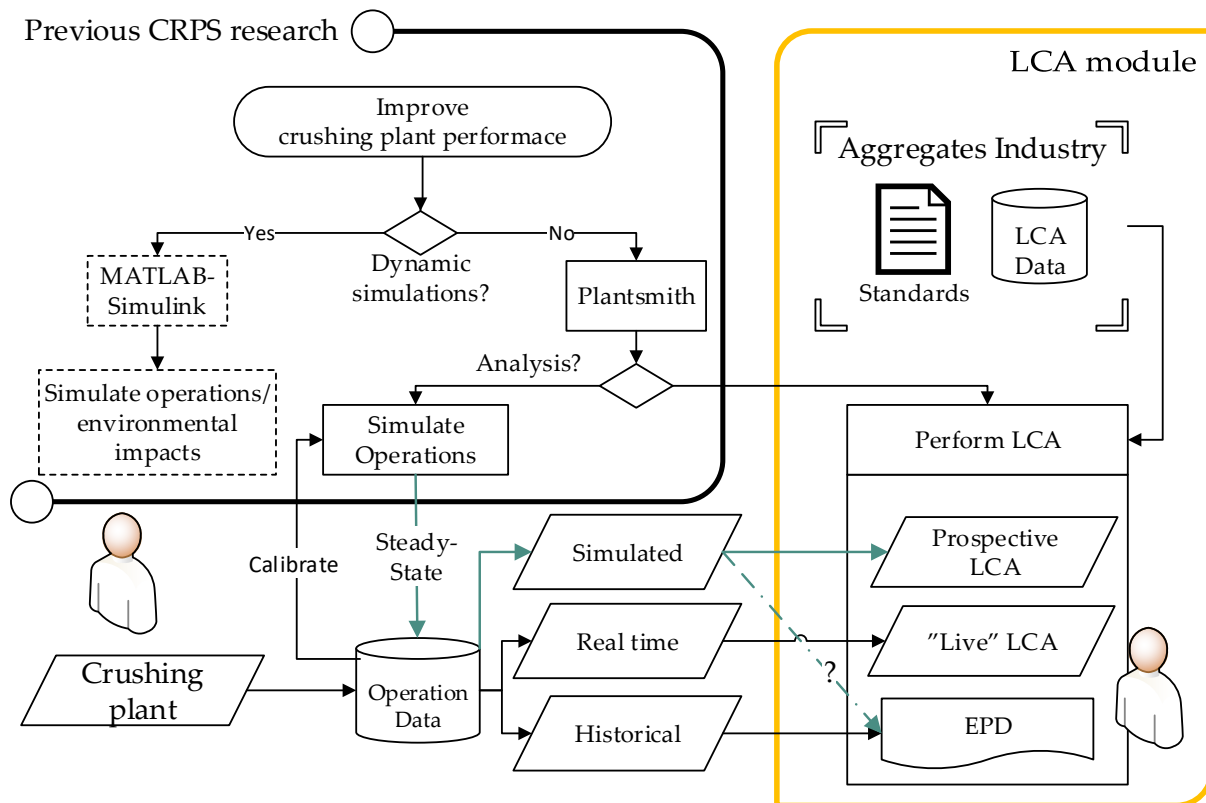 Previous CRPS research
LCA module
Improve
crushing plant performace
Aggregates Industry
Standards
LCA
Data
Yes
No
Dynamic
simulations?
MATLAB-
Simulink
Plantsmith
Analysis?
Simulate operations/
environmental
impacts
Simulate
Operations
Perform LCA
Calibrate
Steady-
State
Simulated
Prospective
LCA
Real time
"Live" LCA
?
Crushing
plant
Operation
Data
Historical
EPD